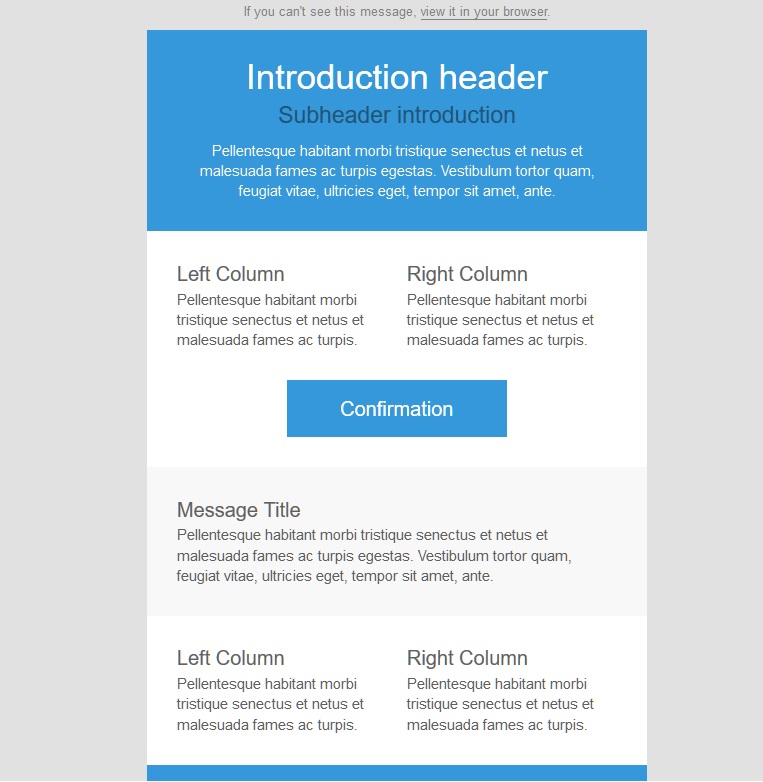 If you can't see this message, view it in your browser.
Introduction header
Subheader introduction
Pellentesque habitant morbi tristique senectus et netus et
malesuada fames ac turpis egestas. Vestibulum tortor quam,
feugiat vitae, ultricies eget, tempor sit amet, ante.
Left Column
Pellentesque habitant morbi
tristique senectus et netus et
malesuada fames ac turpis.
Right Column
Pellentesque habitant morbi
tristique senectus et netus et
malesuada fames ac turpis.
Confirmation
Message Title
Pellentesque habitant morbi tristique senectus et netus et
malesuada fames ac turpis egestas. Vestibulum tortor quam,
feugiat vitae, ultricies eget, tempor sit amet, ante.
Left Column
Pellentesque habitant morbi
tristique senectus et netus et
malesuada fames ac turpis.
Right Column
Pellentesque habitant morbi
tristique senectus et netus et
malesuada fames ac turpis.